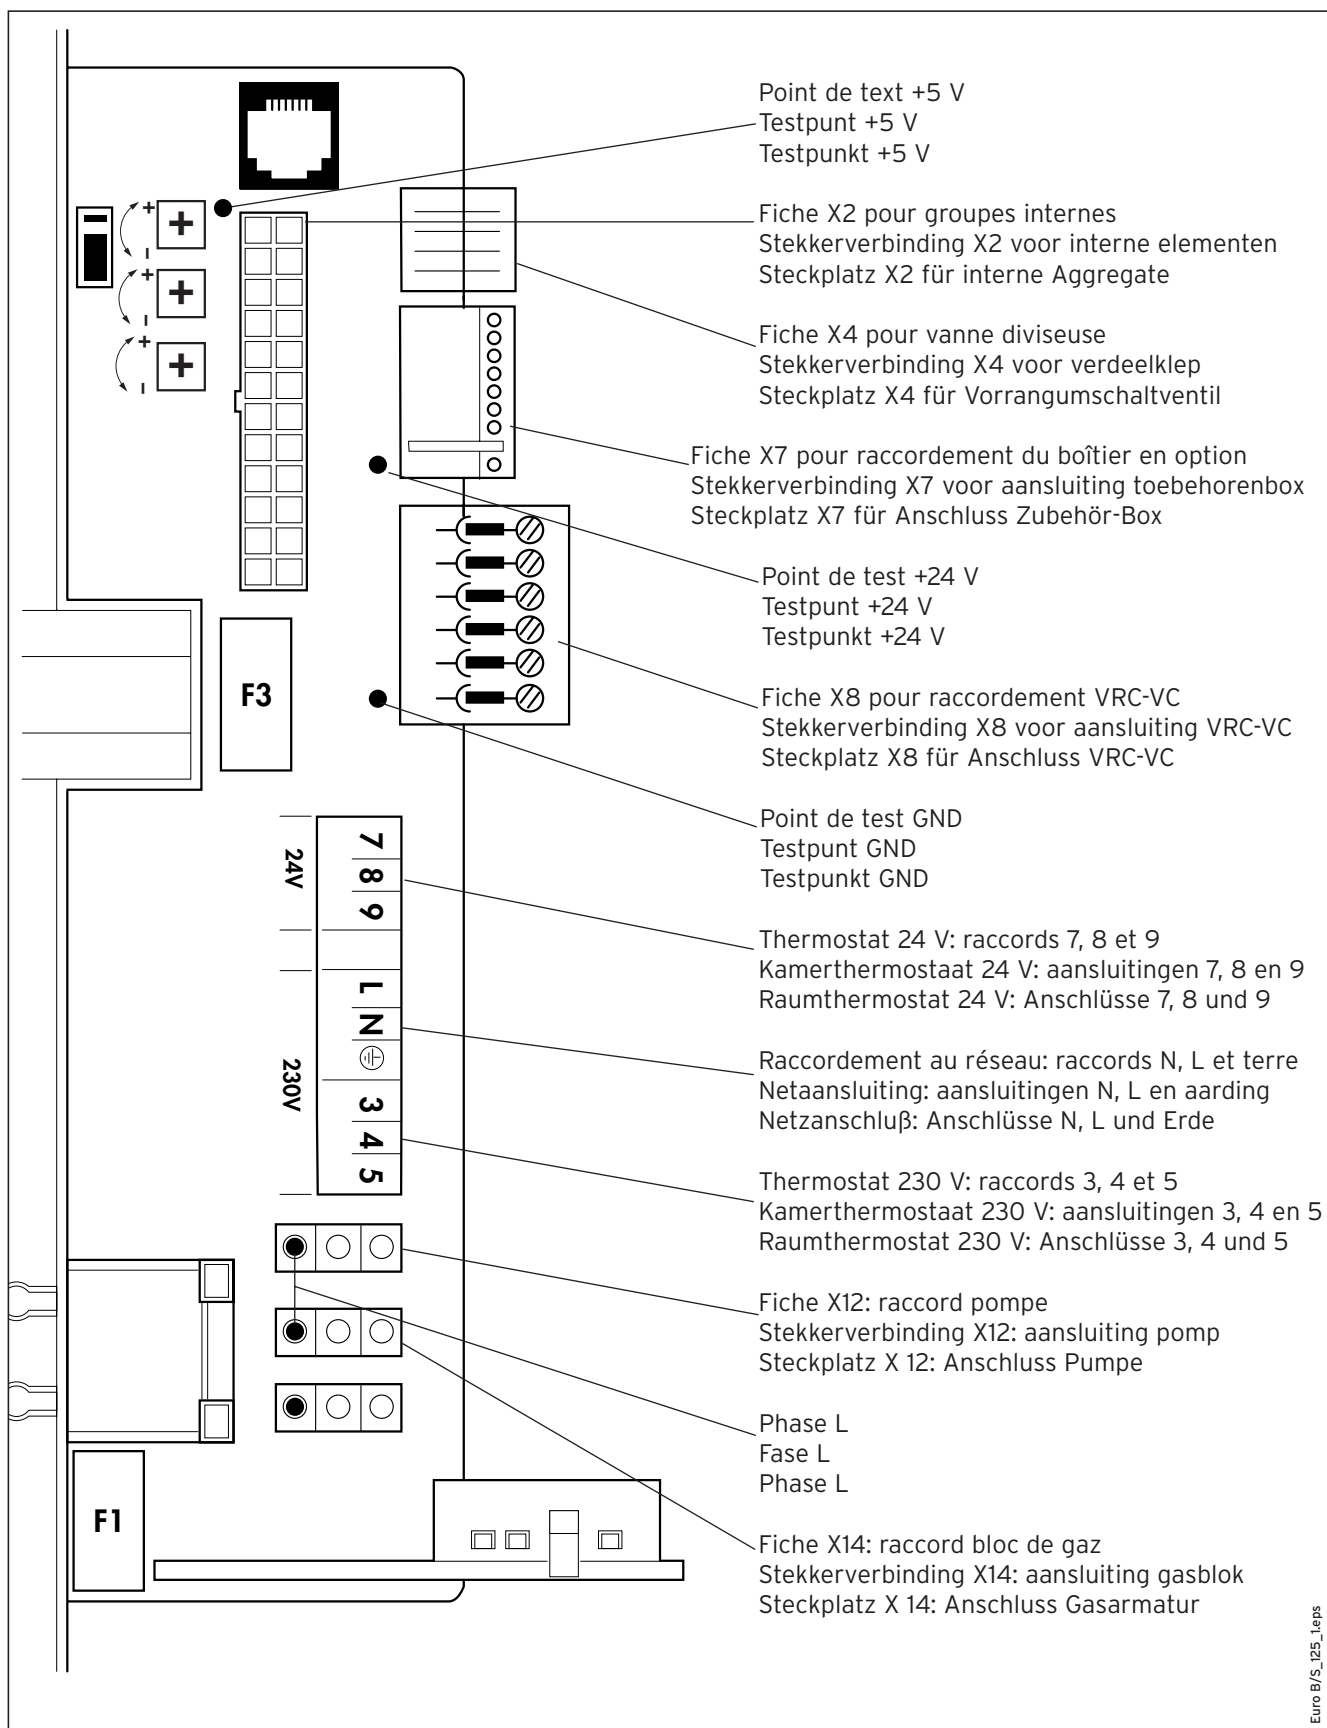 Point de text +5 V
Testpunt +5 V
Testpunkt +5 V
Fiche X2 pour groupes internes
Stekkerverbinding X2 voor interne elementen
Steckplatz X2 für interne Aggregate
Fiche X4 pour vanne diviseuse
Stekkerverbinding X4 voor verdeelklep
Steckplatz X4 für Vorrangumschaltventil
Fiche X7 pour raccordement du boîtier en option
Stekkerverbinding X7 voor aansluiting toebehorenbox
Steckplatz X7 für Anschluss Zubehör-Box
Point de test +24 V
Testpunt +24 V
Testpunkt +24 V
Fiche X8 pour raccordement VRC-VC
Stekkerverbinding X8 voor aansluiting VRC-VC
Steckplatz X8 für Anschluss VRC-VC
Point de test GND
Testpunt GND
Testpunkt GND
Thermostat 24 V: raccords 7, 8 et 9
Kamerthermostaat 24 V: aansluitingen 7, 8 en 9
Raumthermostat 24 V: Anschlüsse 7, 8 und 9
Raccordement au réseau: raccords N, L et terre
Netaansluiting: aansluitingen N, L en aarding
Netzanschluß: Anschlüsse N, L und Erde
Thermostat 230 V: raccords 3, 4 et 5
Kamerthermostaat 230 V: aansluitingen 3, 4 en 5
Raumthermostat 230 V: Anschlüsse 3, 4 und 5
Fiche X12: raccord pompe
Stekkerverbinding X12: aansluiting pomp
Steckplatz X 12: Anschluss Pumpe
Phase L
Fase L
Phase L
Fiche X14: raccord bloc de gaz
Stekkerverbinding X14: aansluiting gasblok
Steckplatz X 14: Anschluss Gasarmatur
+
+
-
+
+
-
+
+
-
F3
24V
7
8
9
230V
L
N
3
4
5
F1
Euro B/S_125_1.eps